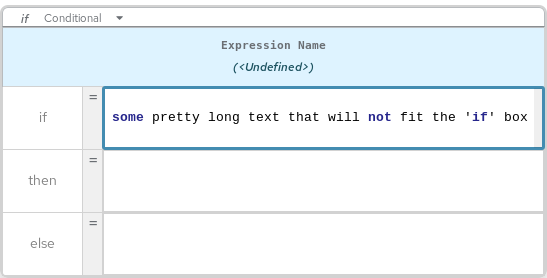 if Conditional
Expression Name
(<Undefined>)
if = some pretty long text that will not fit the 'if' box
then =
else =